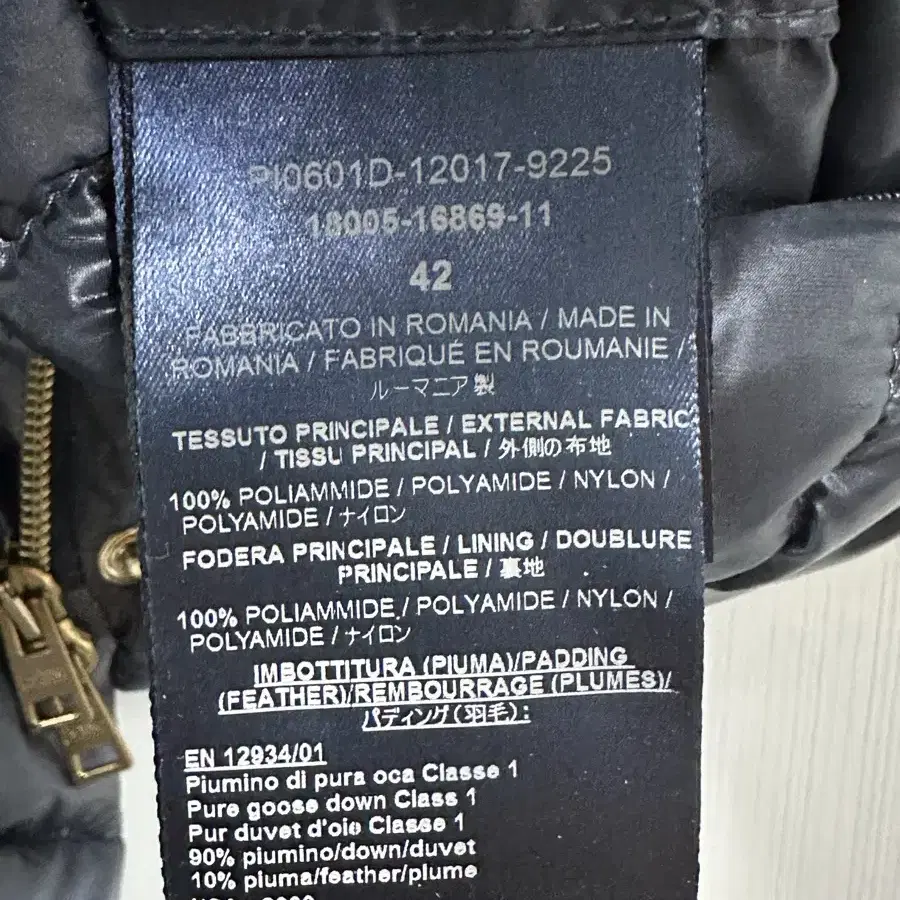 PI0601D-12017-9225
18005-16869-11
42
FABBRICATO IN ROMANIA / MADE IN
ROMANIA / FABRIQUÉ EN ROUMANIE /
ルーマニア製
TESSUTO PRINCIPALE / EXTERNAL FABRIC
/ TISSU PRINCIPAL / 外側の布地
100% POLIAMMIDE / POLYAMIDE / NYLON /
POLYAMIDE / ナイロン
FODERA PRINCIPALE / LINING / DOUBLURE
PRINCIPALE / 裏地
100% POLIAMMIDE / POLYAMIDE / NYLON /
POLYAMIDE / ナイロン
IMBOTTITURA (PIUMA)/PADDING
(FEATHER)/REMBOURRAGE (PLUMES)/
パディング(羽毛):
EN 12934/01
Piumino di pura oca Classe 1
Pure goose down Class 1
Pur duvet d'oie Classe 1
90% piumino/down/duvet
10% piuma/feather/plume